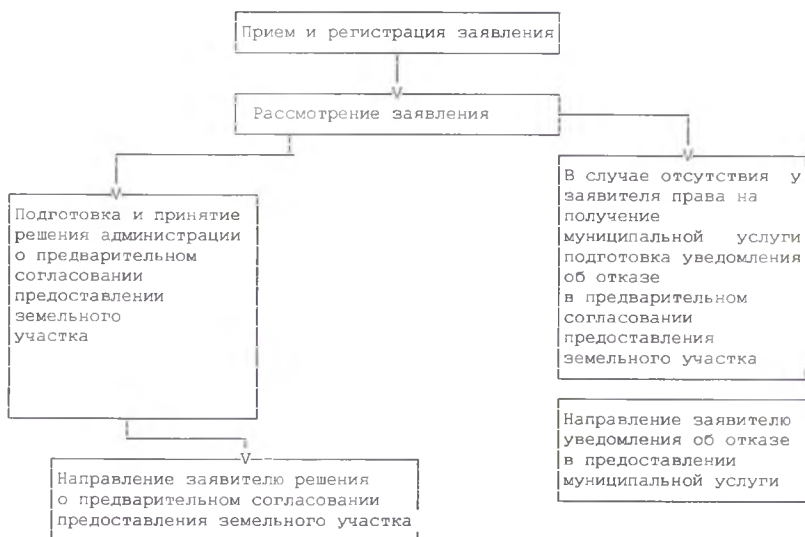 Прием и регистрация заявления
Рассмотрение заявления
Подготовка и принятие
решения администрации
о предварительном
согласовании
предоставлении
земельного
участка
В случае отсутствия у
заявителя права на
получение
муниципальной услуги
подготовка уведомления
об отказе
в предварительном
согласовании
предоставления
земельного участка
Направление заявителю
уведомления об отказе
в предоставлении
муниципальной услуги
Направление заявителю решения
о предварительном согласовании
предоставления земельного участка